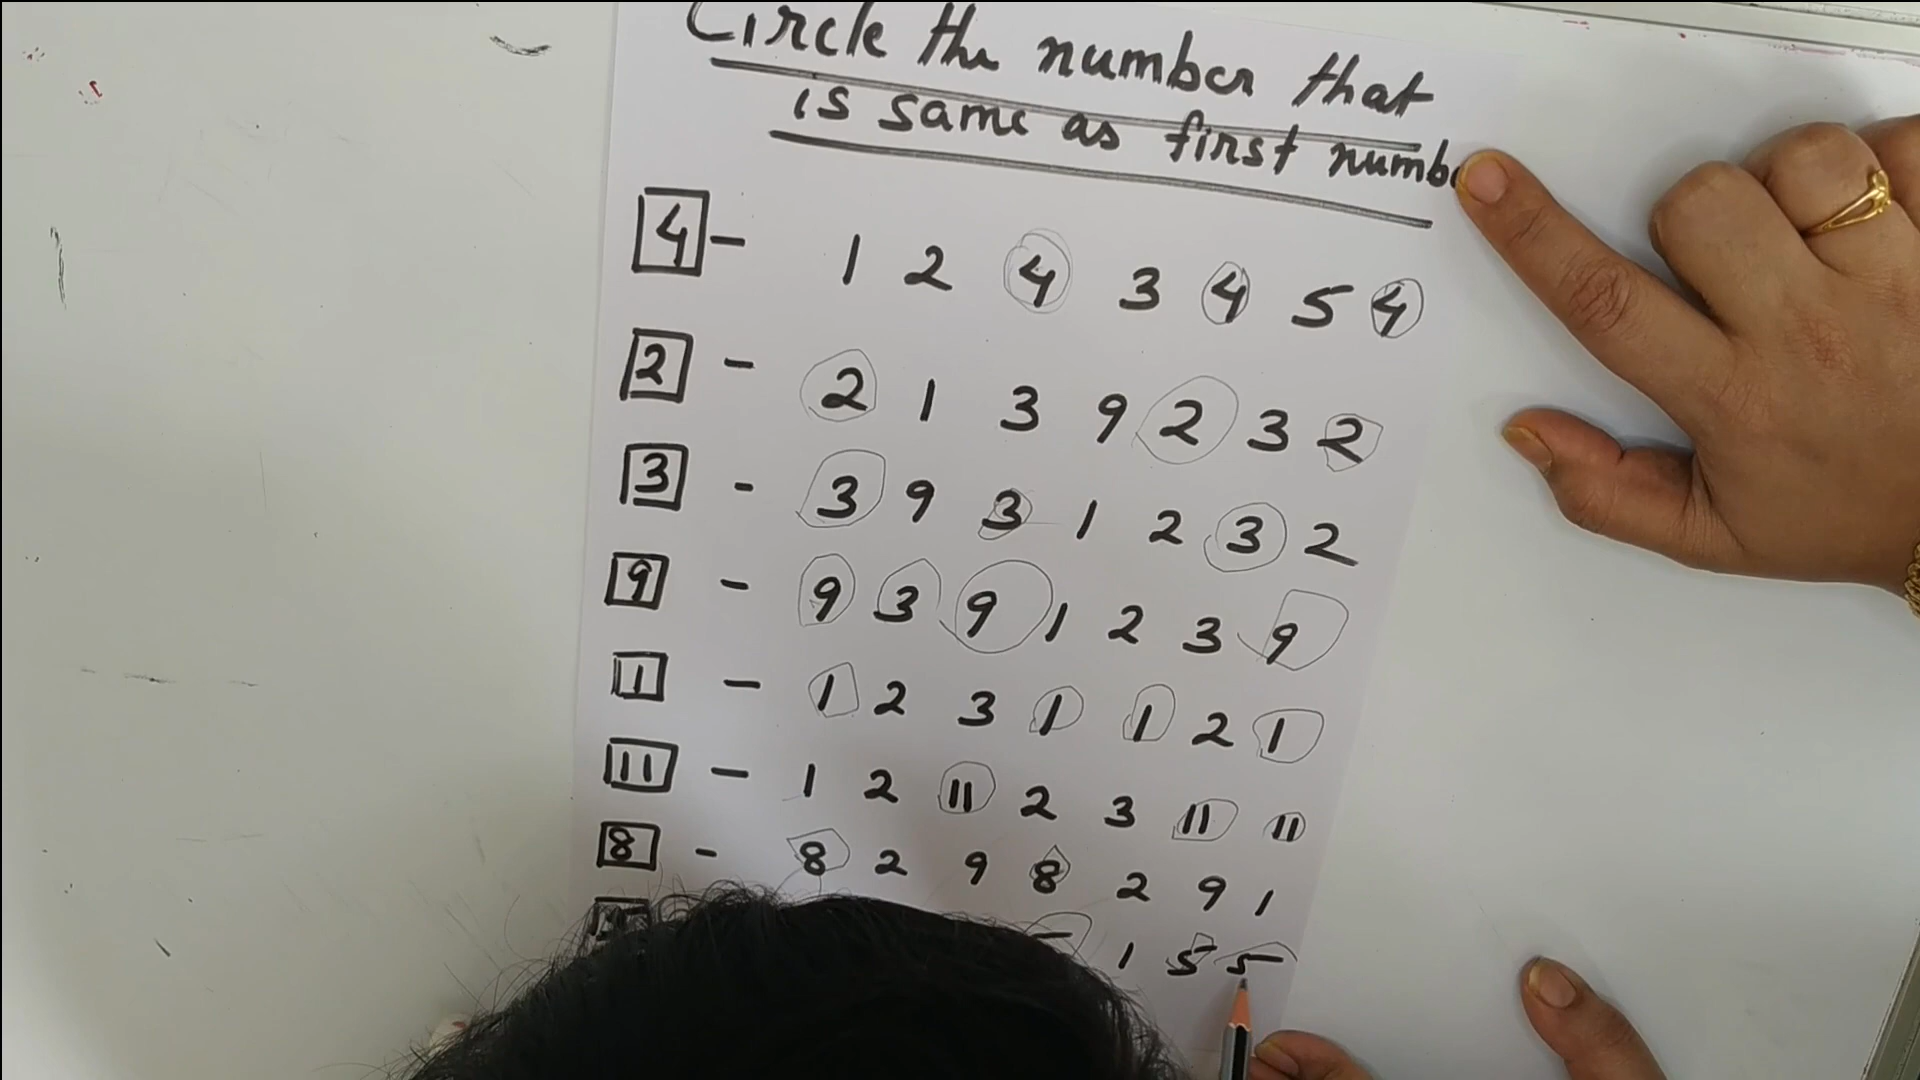 Circle the number that
is same as first numbe
4 - 1 2 4 3 4 5 4
2 - 2 1 3 9 2 3 2
3 - 3 9 3 1 2 3 2
9 - 9 3 9 1 2 3 9
1 - 1 2 3 1 1 2 1
11 - 1 2 11 2 3 11 11
8 - 8 2 9 8 2 9 1
1 5 5